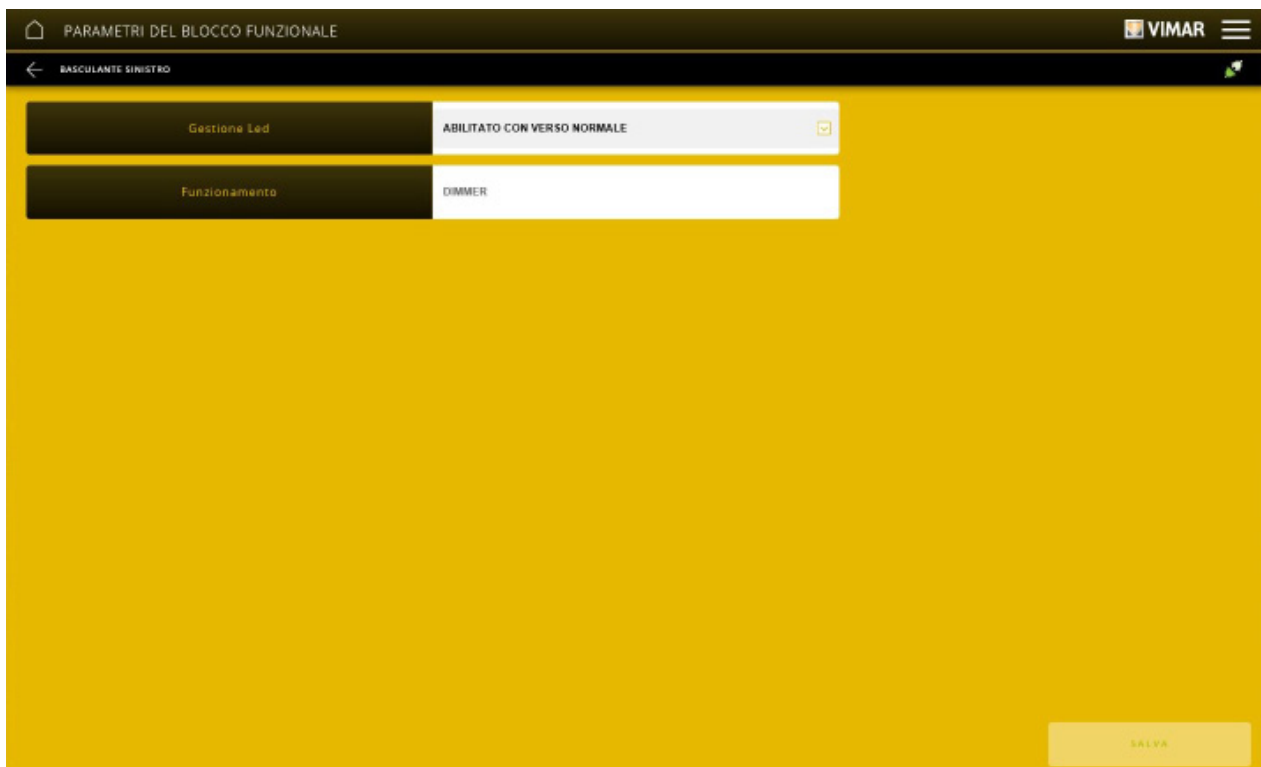 PARAMETRI DEL BLOCCO FUNZIONALE
VIMAR
BASCULANTE SINISTRO
Gestione Led
ABILITATO CON VERSO NORMALE
Funzionamento
DIMMER
SALVA